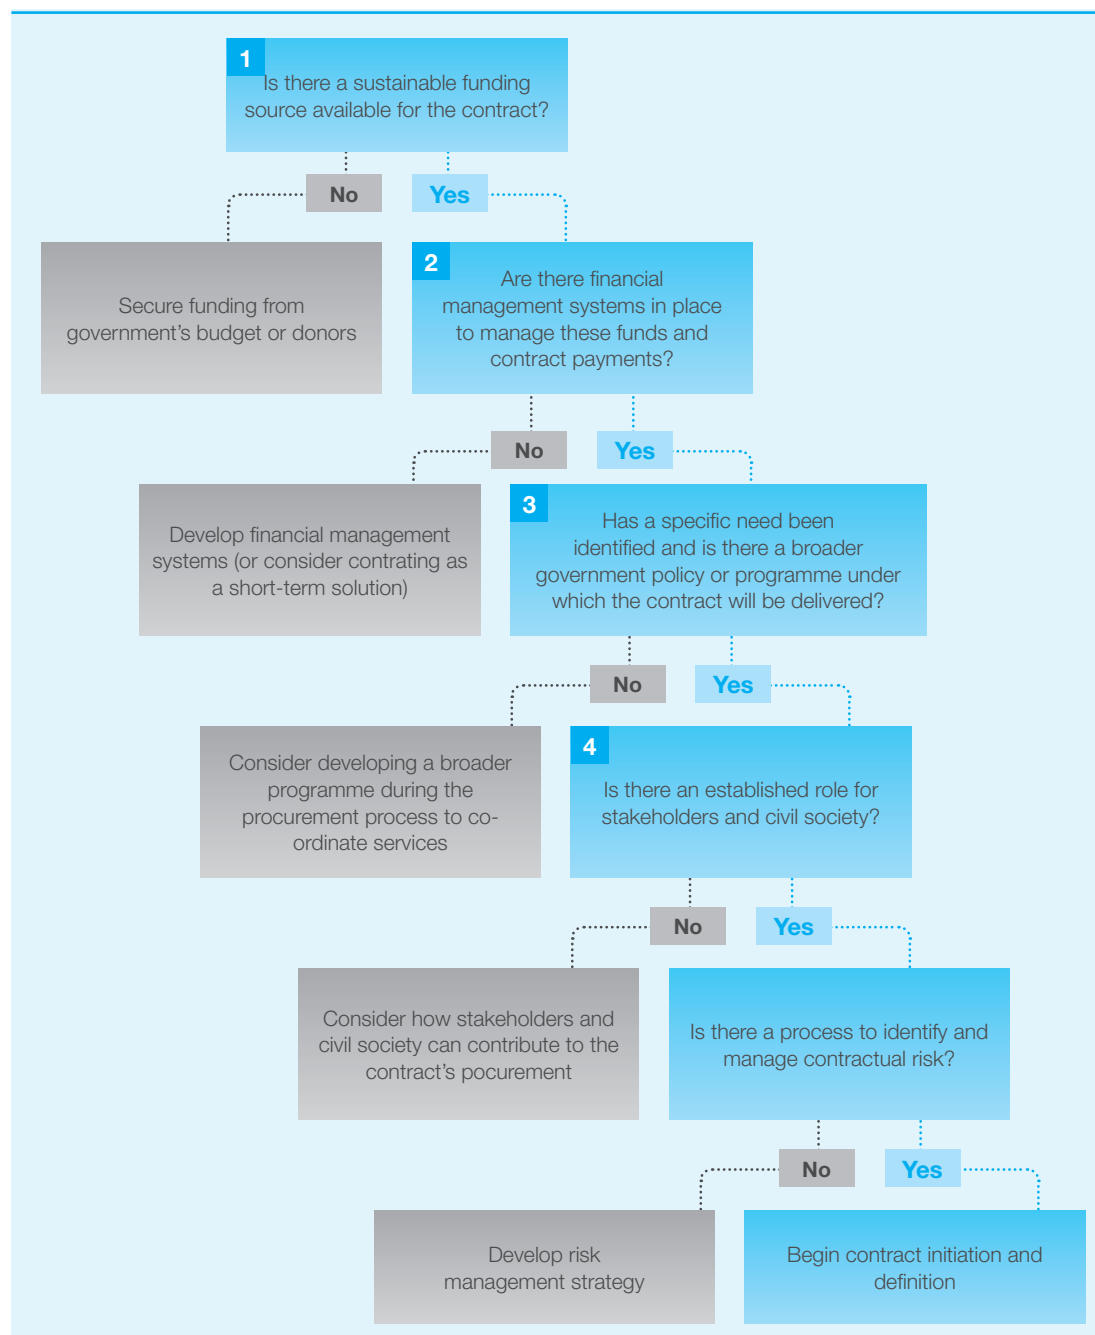 1
Is there a sustainable funding
source available for the contract?
No
Yes
Secure funding from
government's budget or donors
2
Are there financial
management systems in place
to manage these funds and
contract payments?
No
Yes
Develop financial management
systems (or consider contrating as
a short-term solution)
3
Has a specific need been
identified and is there a broader
government policy or programme under
which the contract will be delivered?
No
Yes
Consider developing a broader
programme during the
procurement process to co-
ordinate services
4
Is there an established role for
stakeholders and civil society?
No
Yes
Consider how stakeholders and
civil society can contribute to the
contract's pocurement
Is there a process to identify and
manage contractual risk?
No
Yes
Develop risk
management strategy
Begin contract initiation and
definition